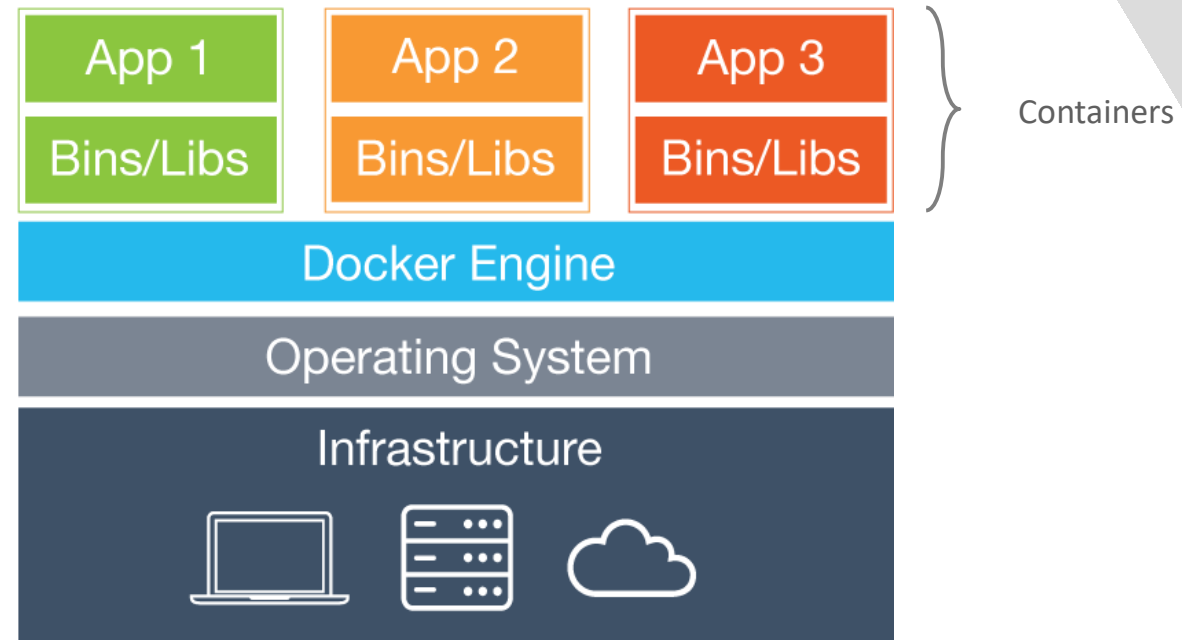 App 1
App 2
App 3
Containers
Bins/Libs
Bins/Libs
Bins/Libs
Docker Engine
Operating System
Infrastructure